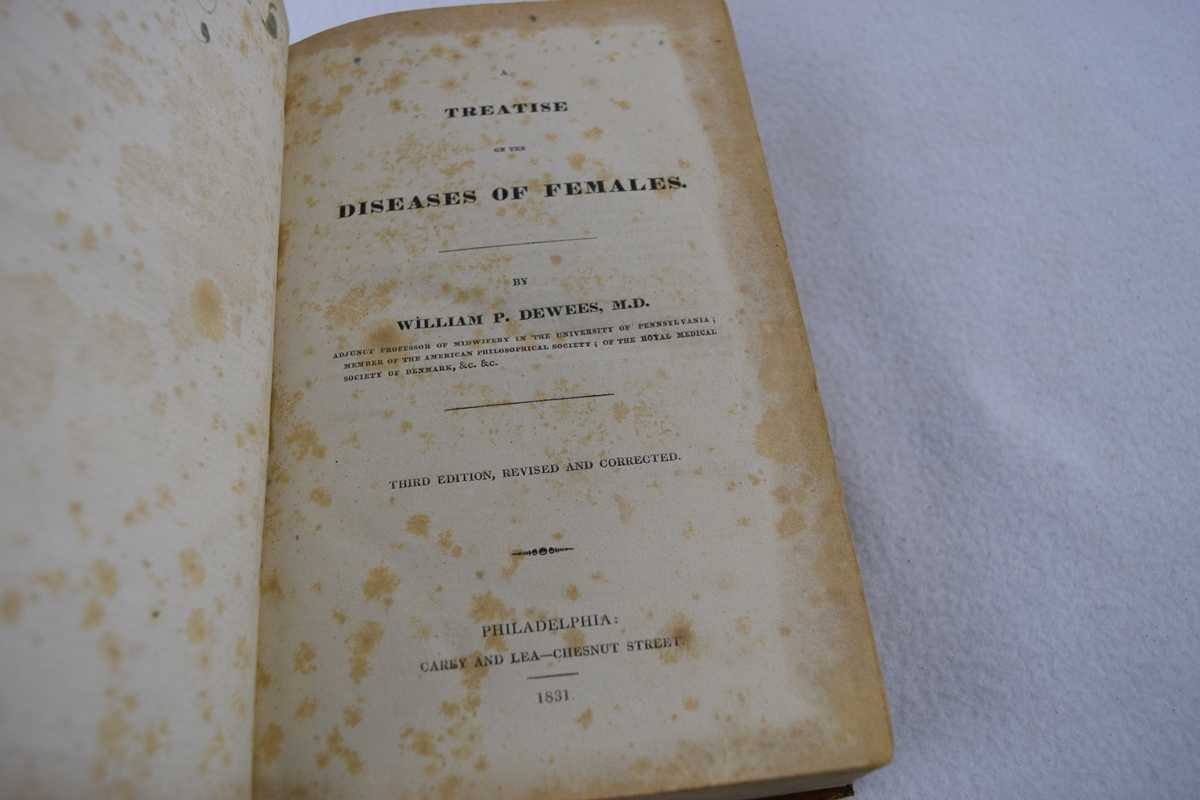 A
TREATISE
ON THE
DISEASES OF FEMALES.
BY
WILLIAM P. DEWEES, M.D.
ADJUNCT PROFESSOR OF MIDWIFERY IN THE UNIVERSITY OF PENNSYLVANIA;
MEMBER OF THE AMERICAN PHILOSOPHICAL SOCIETY; OF THE ROYAL MEDICAL
SOCIETY OF DENMARK, &c. &c.
THIRD EDITION, REVISED AND CORRECTED.
PHILADELPHIA:
CAREY AND LEA—CHESNUT STREET.
1831.